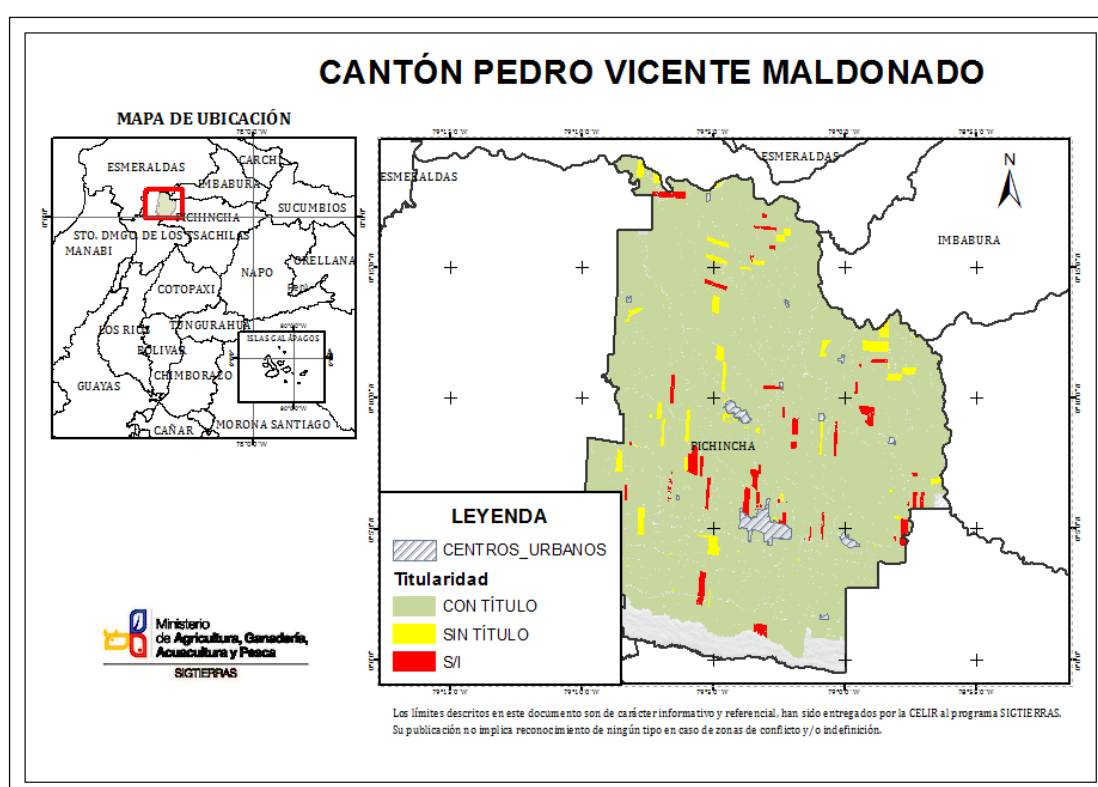 CANTÓN PEDRO VICENTE MALDONADO
MAPA DE UBICACIÓN
ESMERALDAS
CARCHI
IMBABURA
PICHINCHA
SUCUMBIOS
STO. DMGO. DE LOS TSACHILAS
MANABI
ORELLANA
NAPO
COTOPAXI
Perú
LOS RIOS
TUNGURAHUA
BOLIVAR
ISLAS GALÁPAGOS
CHIMBORAZO
GUAYAS
MORONA SANTIAGO
CAÑAR
ESMERALDAS
ESMERALDAS
N
IMBABURA
PICHINCHA
LEYENDA
CENTROS_URBANOS
Titularidad
CON TÍTULO
SIN TÍTULO
S/I
Ministerio
de Agricultura, Ganadería,
Acuacultura y Pesca
SIGTIERRAS
Los límites descritos en este documento son de carácter informativo y referencial, han sido entregados por la CELIR al programa SIGTIERRAS.
Su publicación no implica reconocimiento de ningún tipo en caso de zonas de conflicto y/o indefinición.